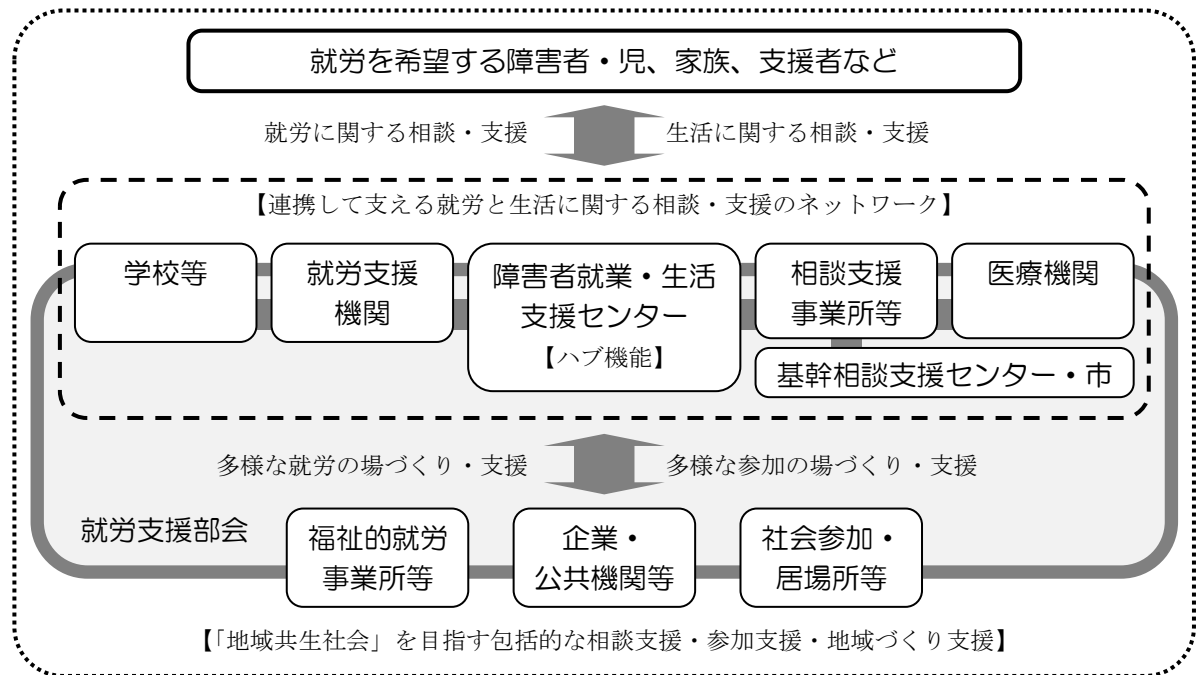 就労を希望する障害者・児、家族、支援者など
就労に関する相談・支援
生活に関する相談・支援
【連携して支える就労と生活に関する相談・支援のネットワーク】
学校等
就労支援
機関
障害者就業・生活
支援センター
【ハブ機能】
相談支援
事業所等
医療機関
基幹相談支援センター・市
多様な就労の場づくり・支援
多様な参加の場づくり・支援
就労支援部会
福祉的就労
事業所等
企業・
公共機関等
社会参加・
居場所等
【「地域共生社会」を目指す包括的な相談支援・参加支援・地域づくり支援】